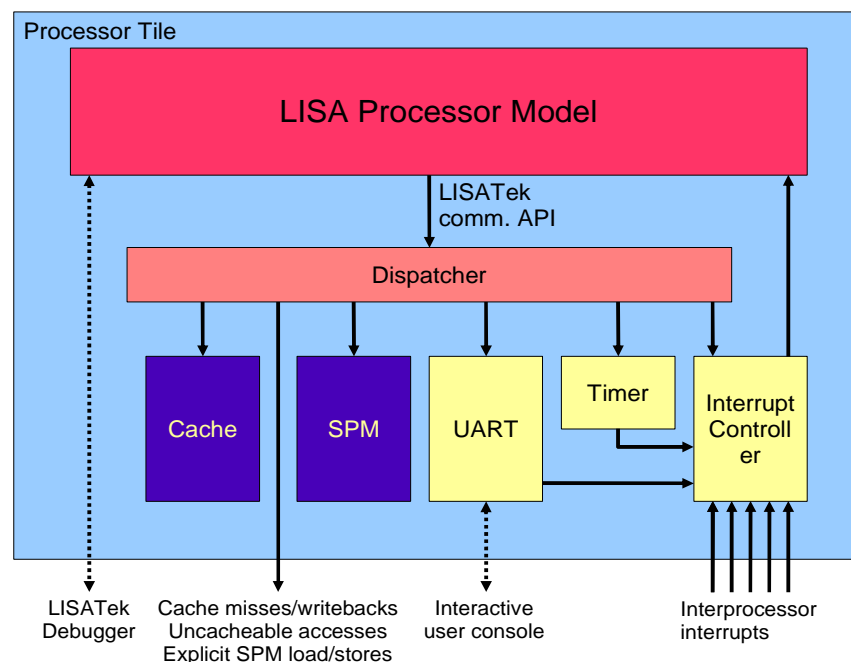 Processor Tile
LISA Processor Model
LISATek
comm. API
Dispatcher
Cache
SPM
UART
Timer
Interrupt
Controll
er
LISATek
Debugger
Cache misses/writebacks
Uncacheable accesses
Explicit SPM load/stores
Interactive
user console
Interprocessor
interrupts